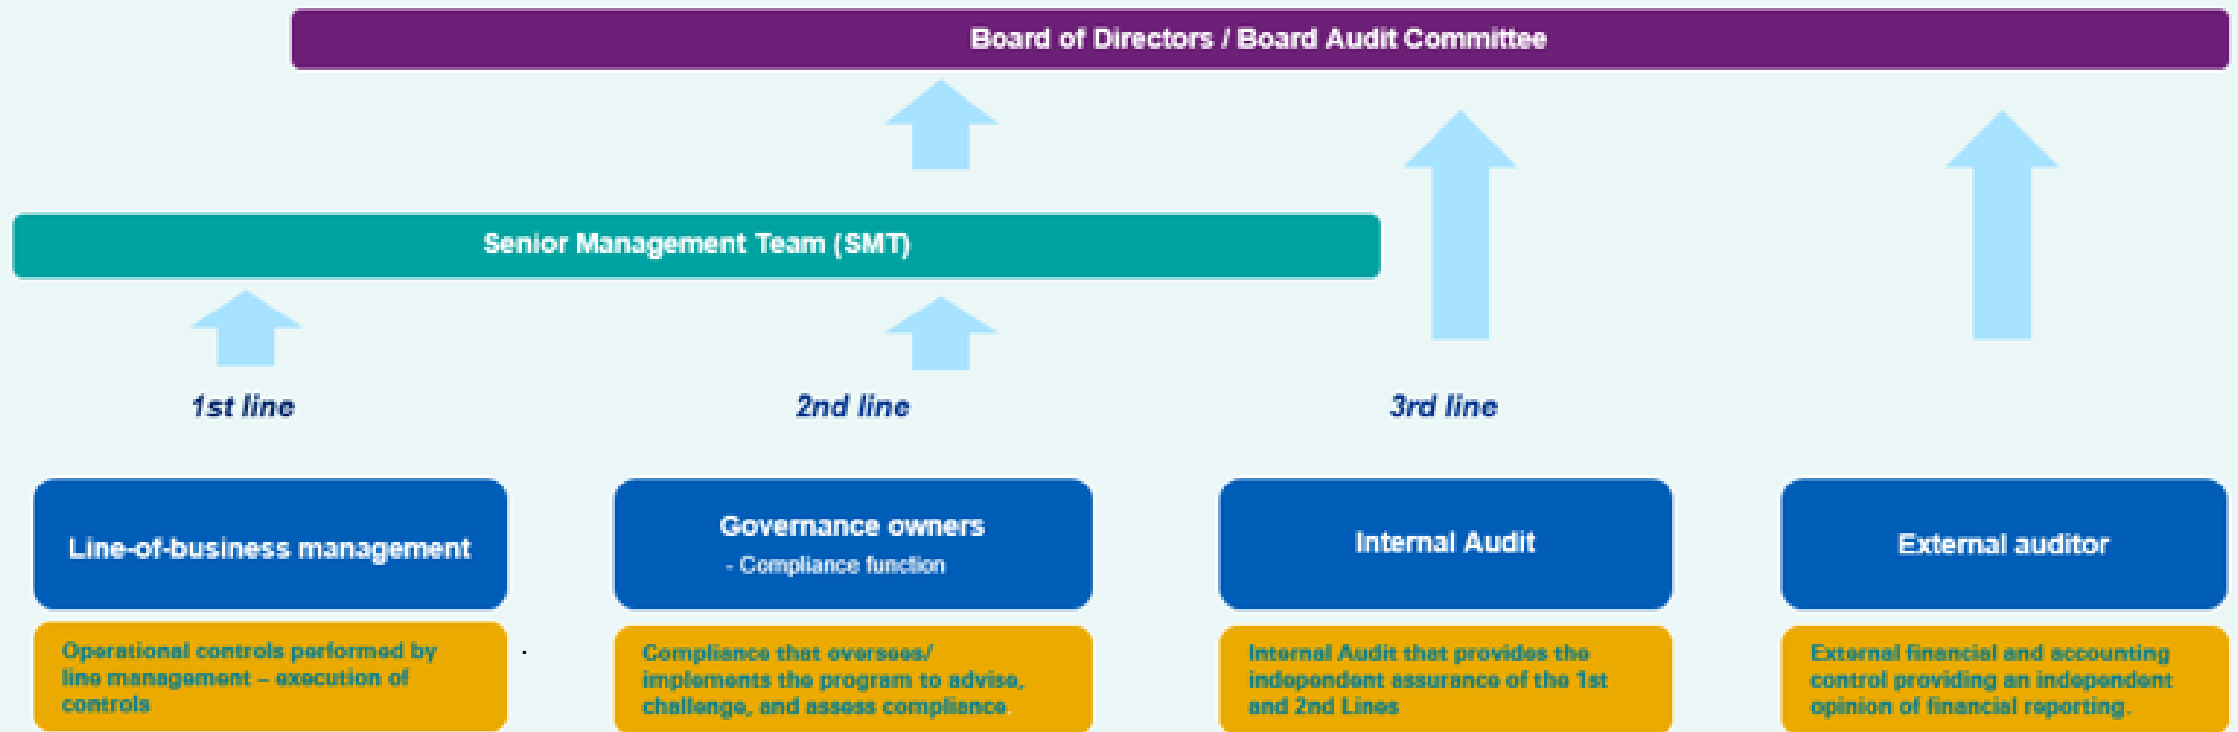 Board of Directors / Board Audit Committee
Senior Management Team (SMT)
1st line
2nd line
3rd line
Line-of-business management
Governance owners
- Compliance function
Internal Audit
External auditor
Operational controls performed by
line management – execution of
controls
Compliance that oversees/
implements the program to advise,
challenge, and assess compliance.
Internal Audit that provides the
independent assurance of the 1st
and 2nd Lines
External financial and accounting
control providing an independent
opinion of financial reporting.